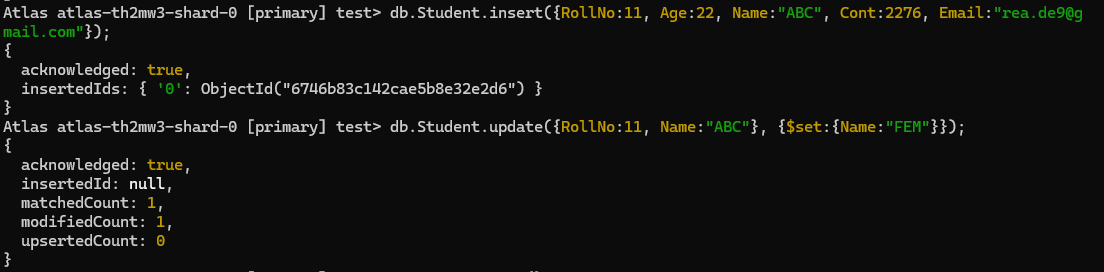 Atlas atlas-th2mw3-shard-0 [primary] test> db.Student.insert({RollNo:11, Age:22, Name:"ABC", Cont:2276, Email:"rea.de9@g
mail.com"});
{
  acknowledged: true,
  insertedIds: { '0': ObjectId("6746b83c142cae5b8e32e2d6") }
}
Atlas atlas-th2mw3-shard-0 [primary] test> db.Student.update({RollNo:11, Name:"ABC"}, {$set:{Name:"FEM"}});
{
  acknowledged: true,
  insertedId: null,
  matchedCount: 1,
  modifiedCount: 1,
  upsertedCount: 0
}